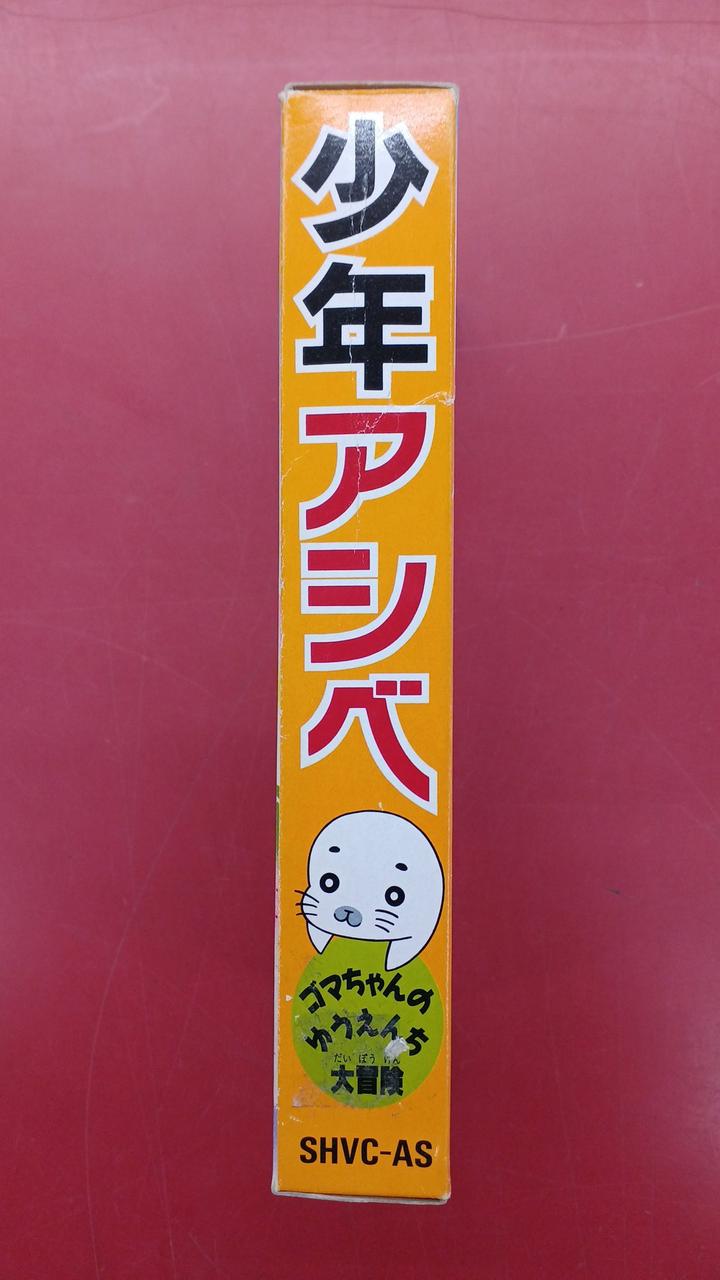 少年アシベ
ゴマちゃんの
ゆうえんち
だいぼうけん
大冒険
SHVC-AS